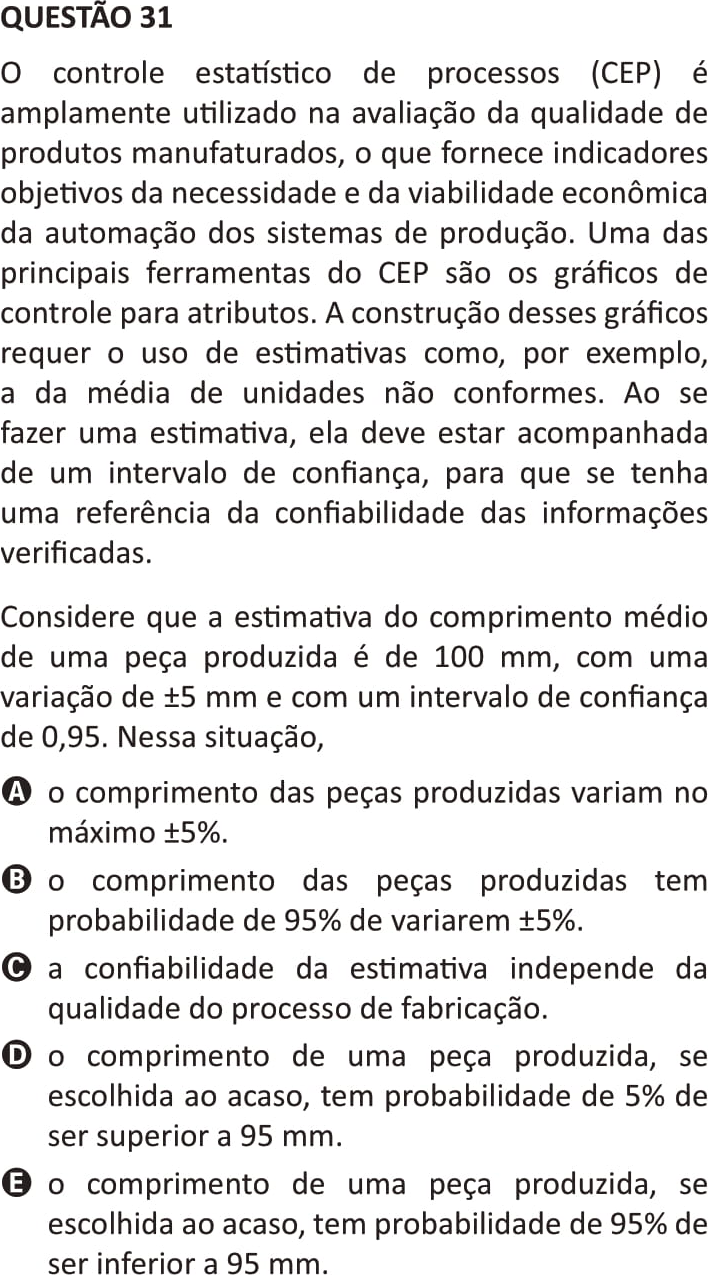 QUESTÃO 31
O controle estatístico de processos (CEP) é
amplamente utilizado na avaliação da qualidade de
produtos manufaturados, o que fornece indicadores
objetivos da necessidade e da viabilidade econômica
da automação dos sistemas de produção. Uma das
principais ferramentas do CEP são os gráficos de
controle para atributos. A construção desses gráficos
requer o uso de estimativas como, por exemplo,
a da média de unidades não conformes. Ao se
fazer uma estimativa, ela deve estar acompanhada
de um intervalo de confiança, para que se tenha
uma referência da confiabilidade das informações
verificadas.
Considere que a estimativa do comprimento médio
de uma peça produzida é de 100 mm, com uma
variação de ±5 mm e com um intervalo de confiança
de 0,95. Nessa situação,
A o comprimento das peças produzidas variam no
máximo ±5%.
B o comprimento das peças produzidas tem
probabilidade de 95% de variarem ±5%.
C a confiabilidade da estimativa independe da
qualidade do processo de fabricação.
D o comprimento de uma peça produzida, se
escolhida ao acaso, tem probabilidade de 5% de
ser superior a 95 mm.
E o comprimento de uma peça produzida, se
escolhida ao acaso, tem probabilidade de 95% de
ser inferior a 95 mm.